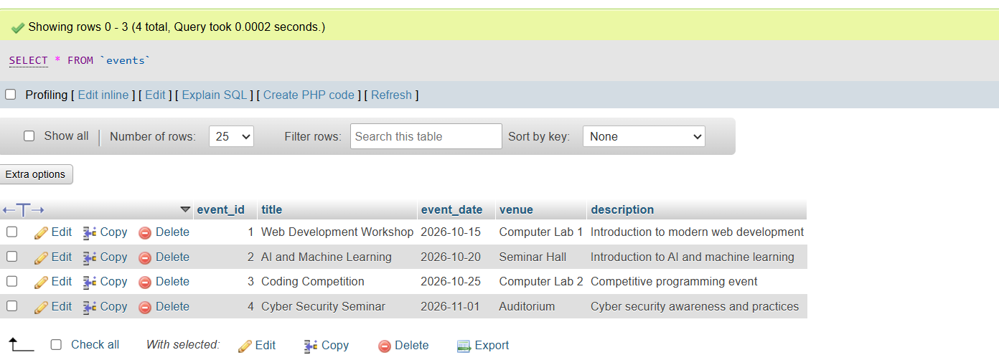 Showing rows 0 - 3 (4 total, Query took 0.0002 seconds.)
SELECT * FROM `events`
Profiling [ Edit inline ] [ Edit ] [ Explain SQL ] [ Create PHP code ] [ Refresh ]
Show all Number of rows: 25 Filter rows: Search this table Sort by key: None
Extra options
event_id title event_date venue description
Edit Copy Delete 1 Web Development Workshop 2026-10-15 Computer Lab 1 Introduction to modern web development
Edit Copy Delete 2 AI and Machine Learning 2026-10-20 Seminar Hall Introduction to AI and machine learning
Edit Copy Delete 3 Coding Competition 2026-10-25 Computer Lab 2 Competitive programming event
Edit Copy Delete 4 Cyber Security Seminar 2026-11-01 Auditorium Cyber security awareness and practices
Check all With selected: Edit Copy Delete Export